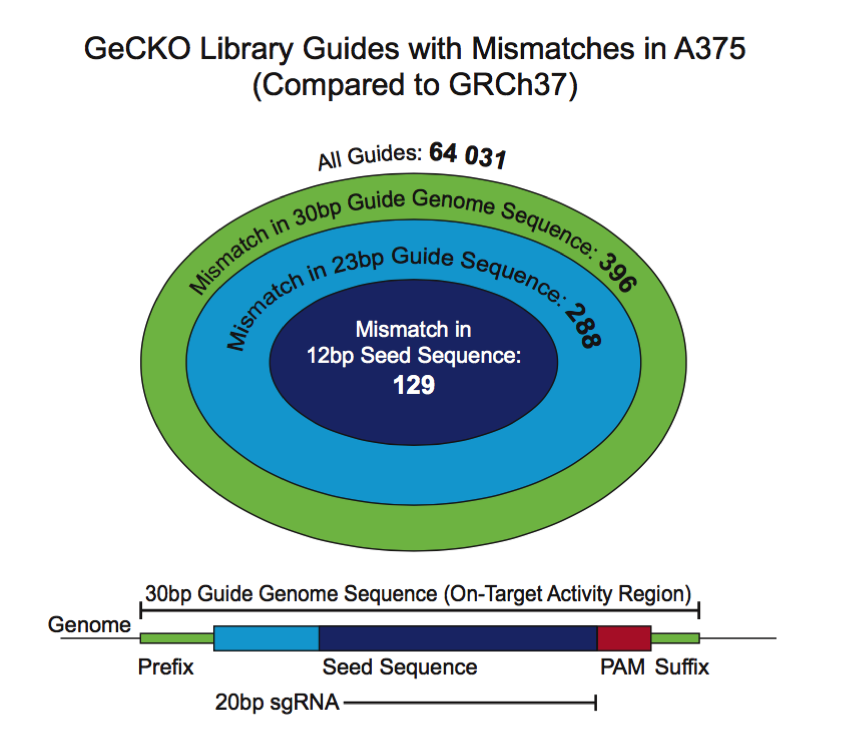 GeCKO Library Guides with Mismatches in A375
(Compared to GRCh37)
All Guides: 64 031
Mismatch in 30bp Guide Genome Sequence: 396
Mismatch in 23bp Guide Sequence: 288
Mismatch in
12bp Seed Sequence:
129
30bp Guide Genome Sequence (On-Target Activity Region)
Genome
Prefix
Seed Sequence
PAM
Suffix
20bp sgRNA